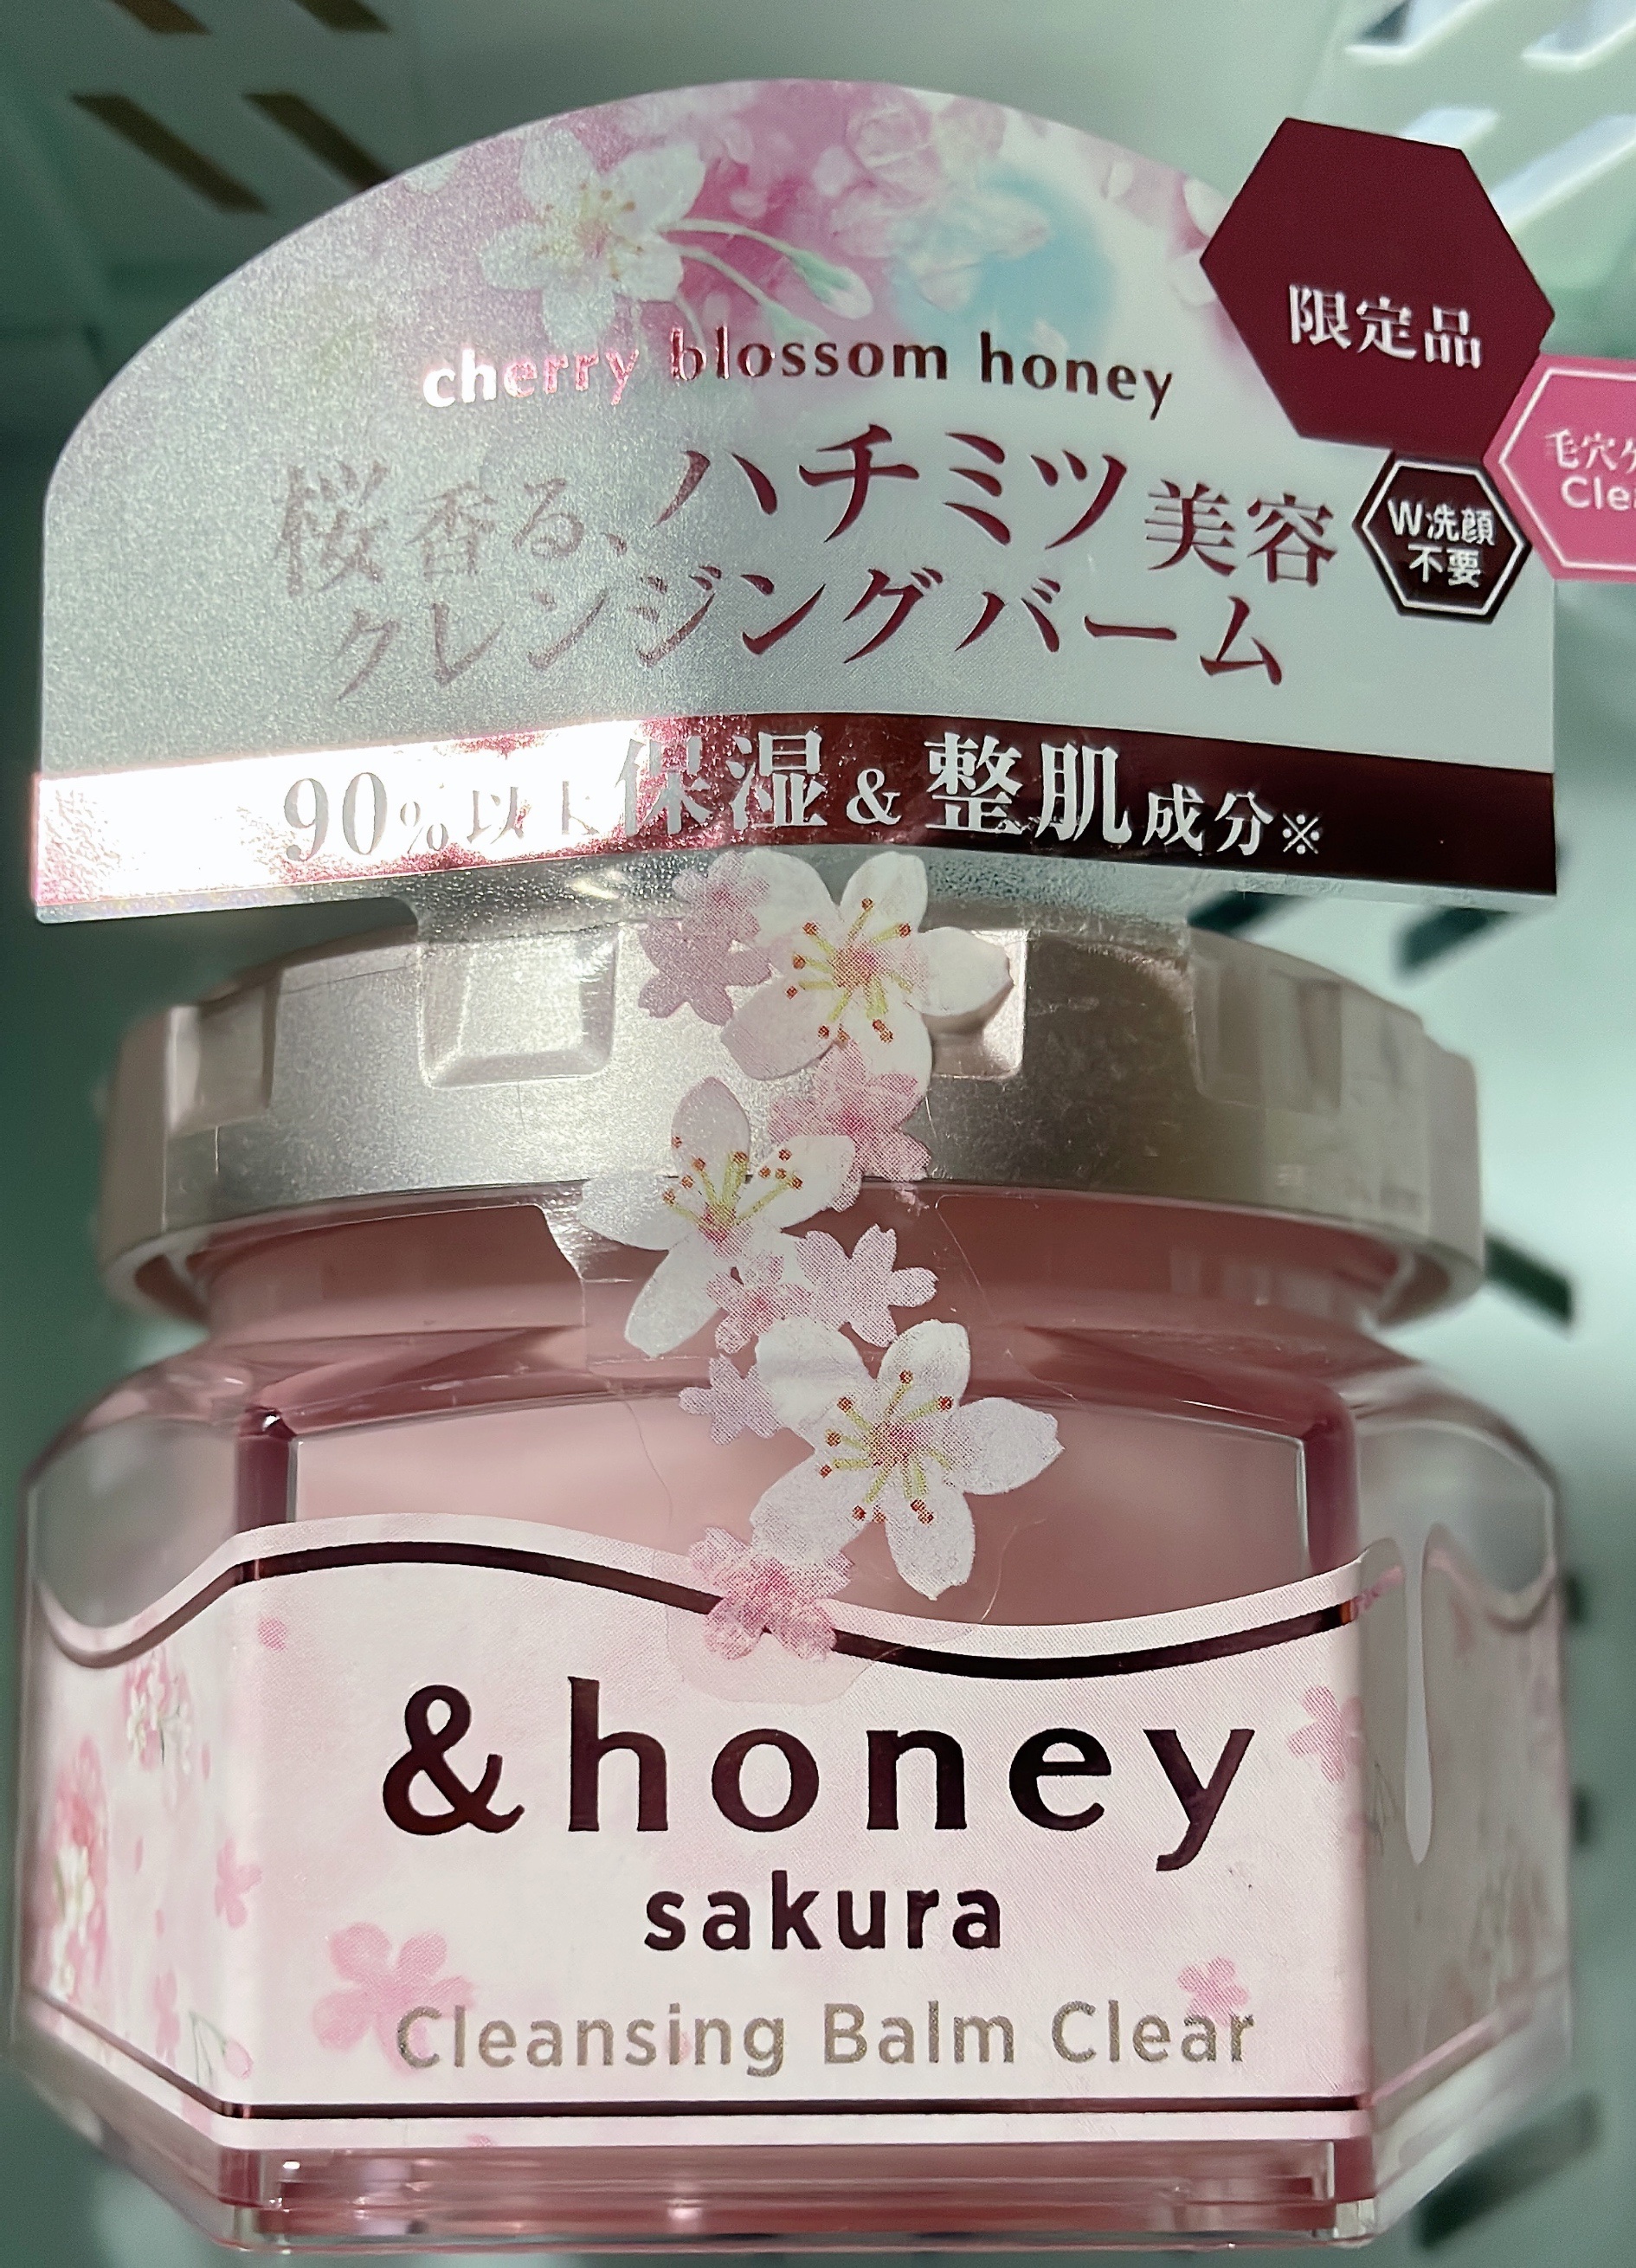 cherry blossom honey
限定品
桜香る、ハチミツ美容
クレンジングバーム
W洗顔
不要
毛穴
90%以上保湿&整肌成分※
&honey
sakura
Cleansing Balm Clear